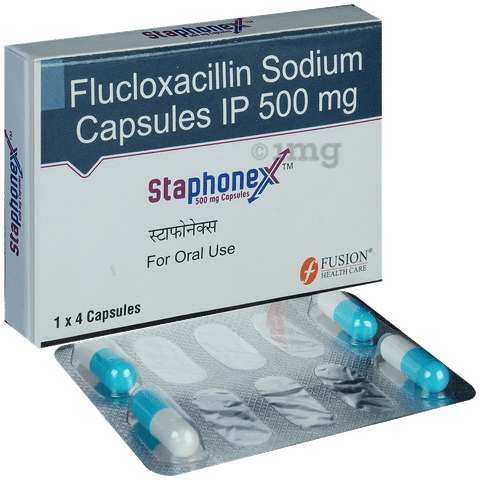 Staphonex™
Flucloxacillin Sodium
Capsules IP 500 mg
©1mg
Staphonex™
500 mg Capsules
स्टाफोनेक्स
For Oral Use
FUSION®
HEALTH CARE
1 x 4 Capsules